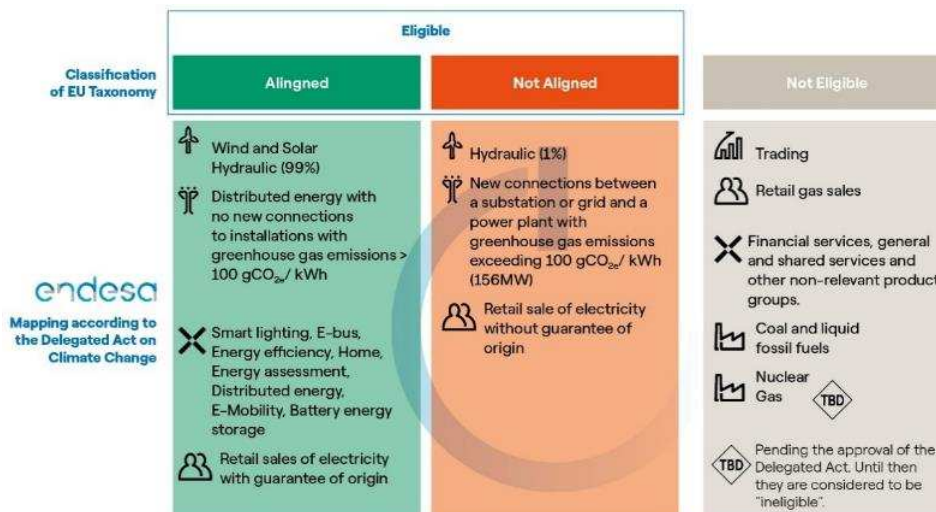 Eligible
Classification
of EU Taxonomy
Alingned
Not Aligned
Not Eligible
endesa
Mapping according to
the Delegated Act on
Climate Change
Wind and Solar
Hydraulic (99%)
Distributed energy with
no new connections
to installations with
greenhouse gas emissions >
100 gCO₂ₑ/ kWh
Smart lighting, E-bus,
Energy efficiency, Home,
Energy assessment,
Distributed energy,
E-Mobility, Battery energy
storage
Retail sales of electricity
with guarantee of origin
Hydraulic (1%)
New connections between
a substation or grid and a
power plant with
greenhouse gas emissions
exceeding 100 gCO₂ₑ/ kWh
(156MW)
Retail sale of electricity
without guarantee of
origin
Trading
Retail gas sales
Financial services, general
and shared services and
other non-relevant product
groups.
Coal and liquid
fossil fuels
Nuclear
Gas
TBD
TBD
Pending the approval of the
Delegated Act. Until then
they are considered to be
"ineligible".